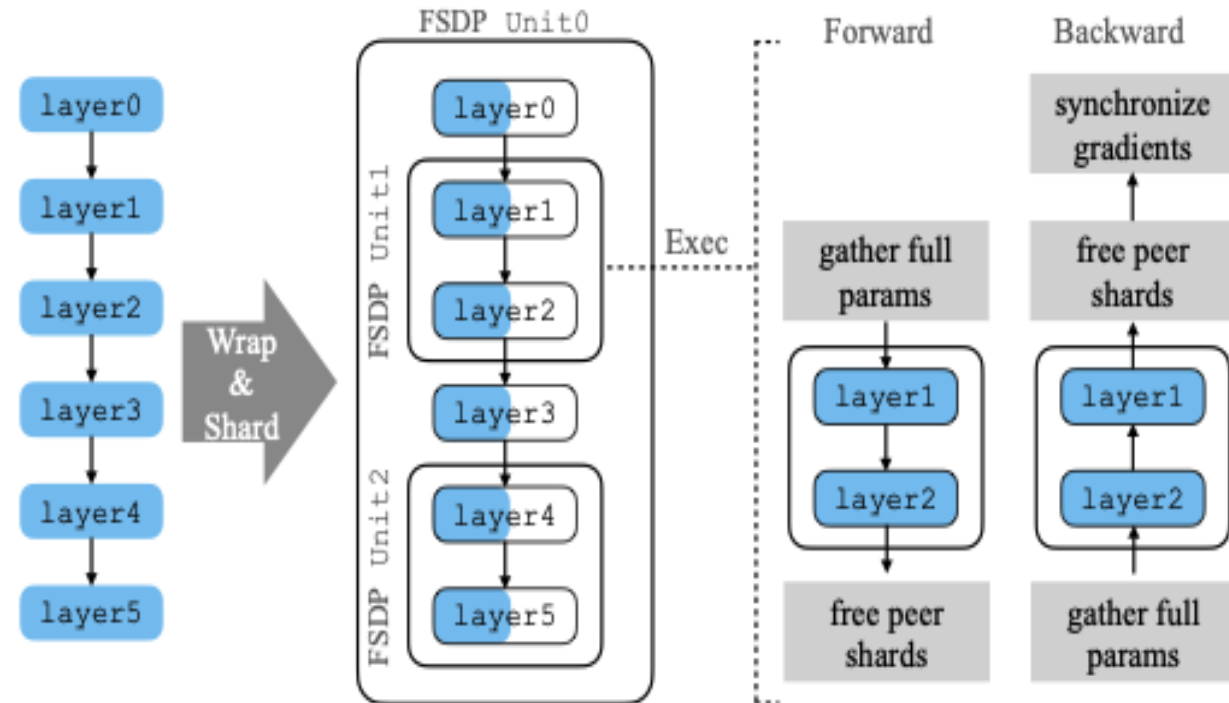 layer0
layer1
layer2
layer3
layer4
layer5
Wrap
&
Shard
FSDP Unit0
layer0
FSDP Unit1
layer1
layer2
layer3
FSDP Unit2
layer4
layer5
Exec
Forward
gather full
params
layer1
layer2
free peer
shards
Backward
synchronize
gradients
free peer
shards
layer1
layer2
gather full
params